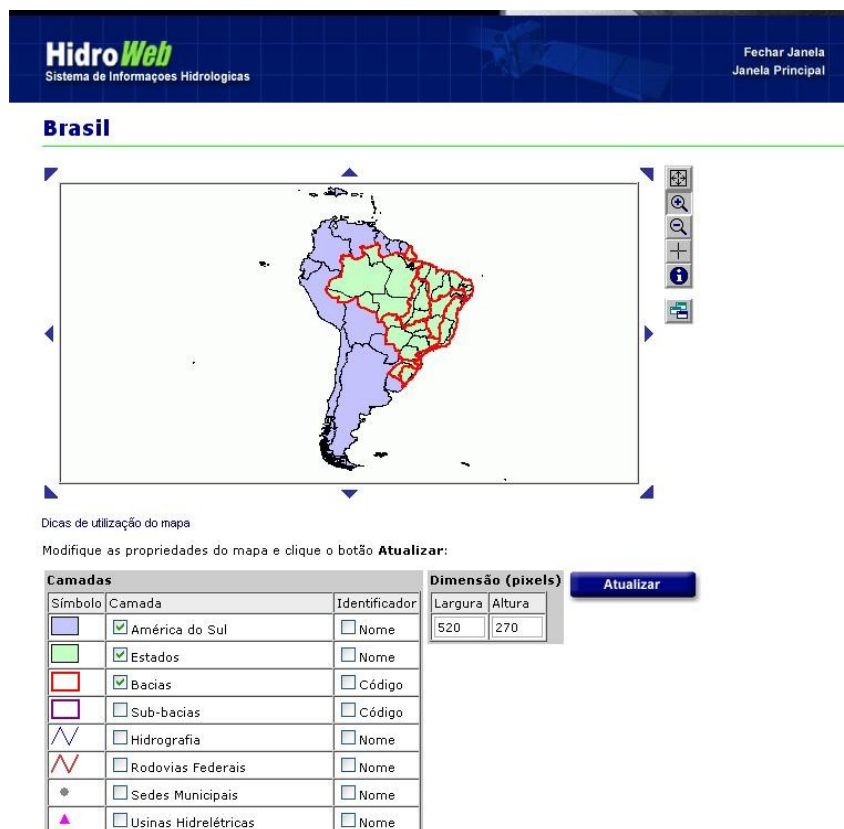 HidroWeb
Sistema de Informaçoes Hidrologicas
Fechar Janela
Janela Principal
Brasil
Dicas de utilização do mapa
Modifique as propriedades do mapa e clique o botão Atualizar:
Camadas
Símbolo Camada Identificador
América do Sul Nome
Estados Nome
Bacias Código
Sub-bacias Código
Hidrografia Nome
Rodovias Federais Nome
Sedes Municipais Nome
Usinas Hidrelétricas Nome
Dimensão (pixels)
Largura Altura
520 270
Atualizar